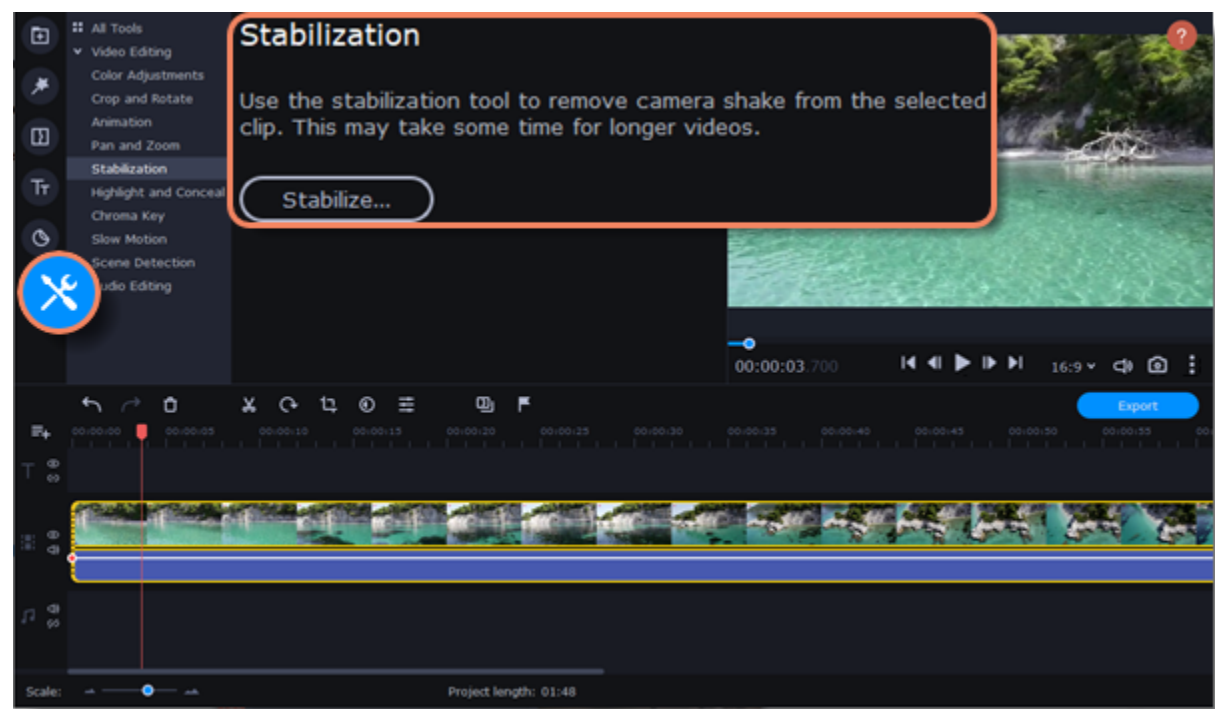 All Tools
Video Editing
Color Adjustments
Crop and Rotate
Animation
Pan and Zoom
Stabilization
Highlight and Conceal
Chroma Key
Slow Motion
Scene Detection
udio Editing
Tт
Stabilization
Use the stabilization tool to remove camera shake from the selected
clip. This may take some time for longer videos.
Stabilize...
?
00:00:03.700
16:9
Export
00:00:00 00:00:05 00:00:10 00:00:15 00:00:20 00:00:25 00:00:30 00:00:35 00:00:40 00:00:45 00:00:50 00:00:55 00
T
Scale:
Project length: 01:48